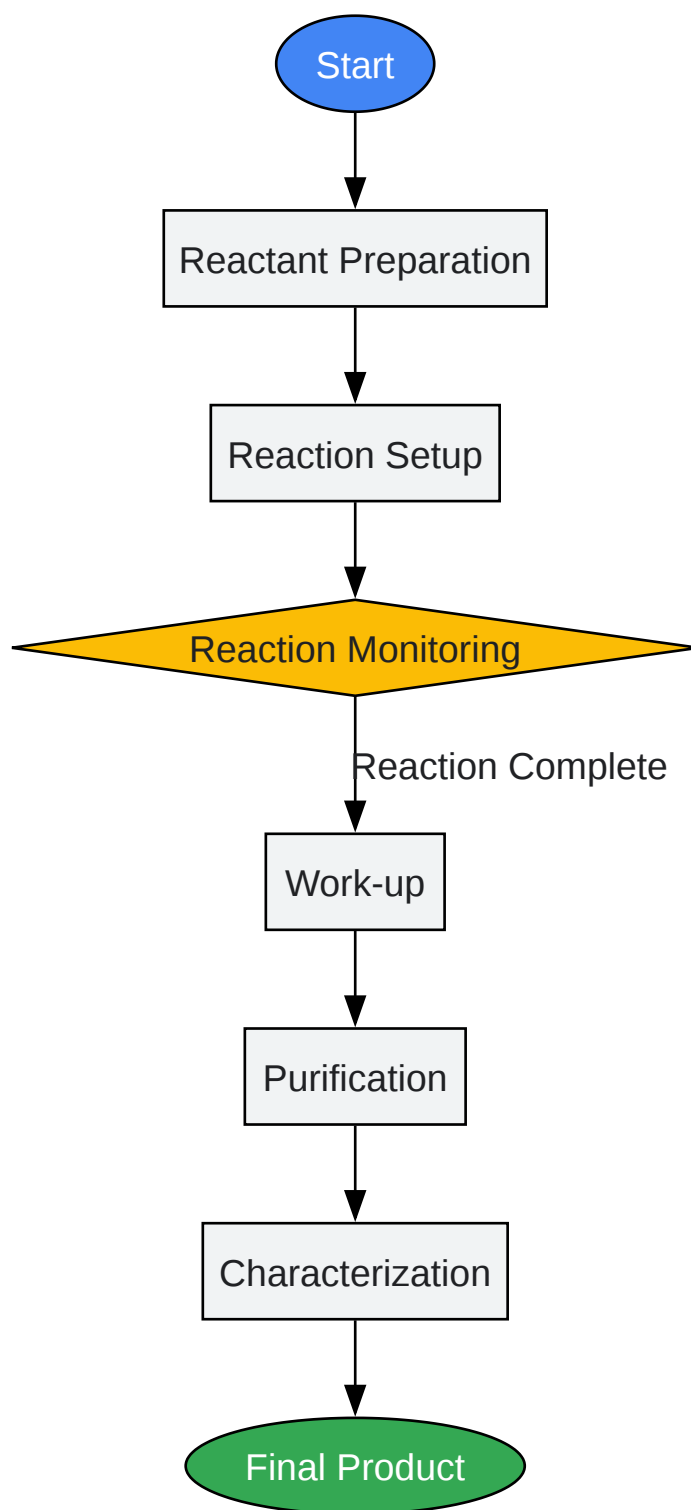 Start
Reactant Preparation
Reaction Setup
Reaction Monitoring
Reaction Complete
Work-up
Purification
Characterization
Final Product